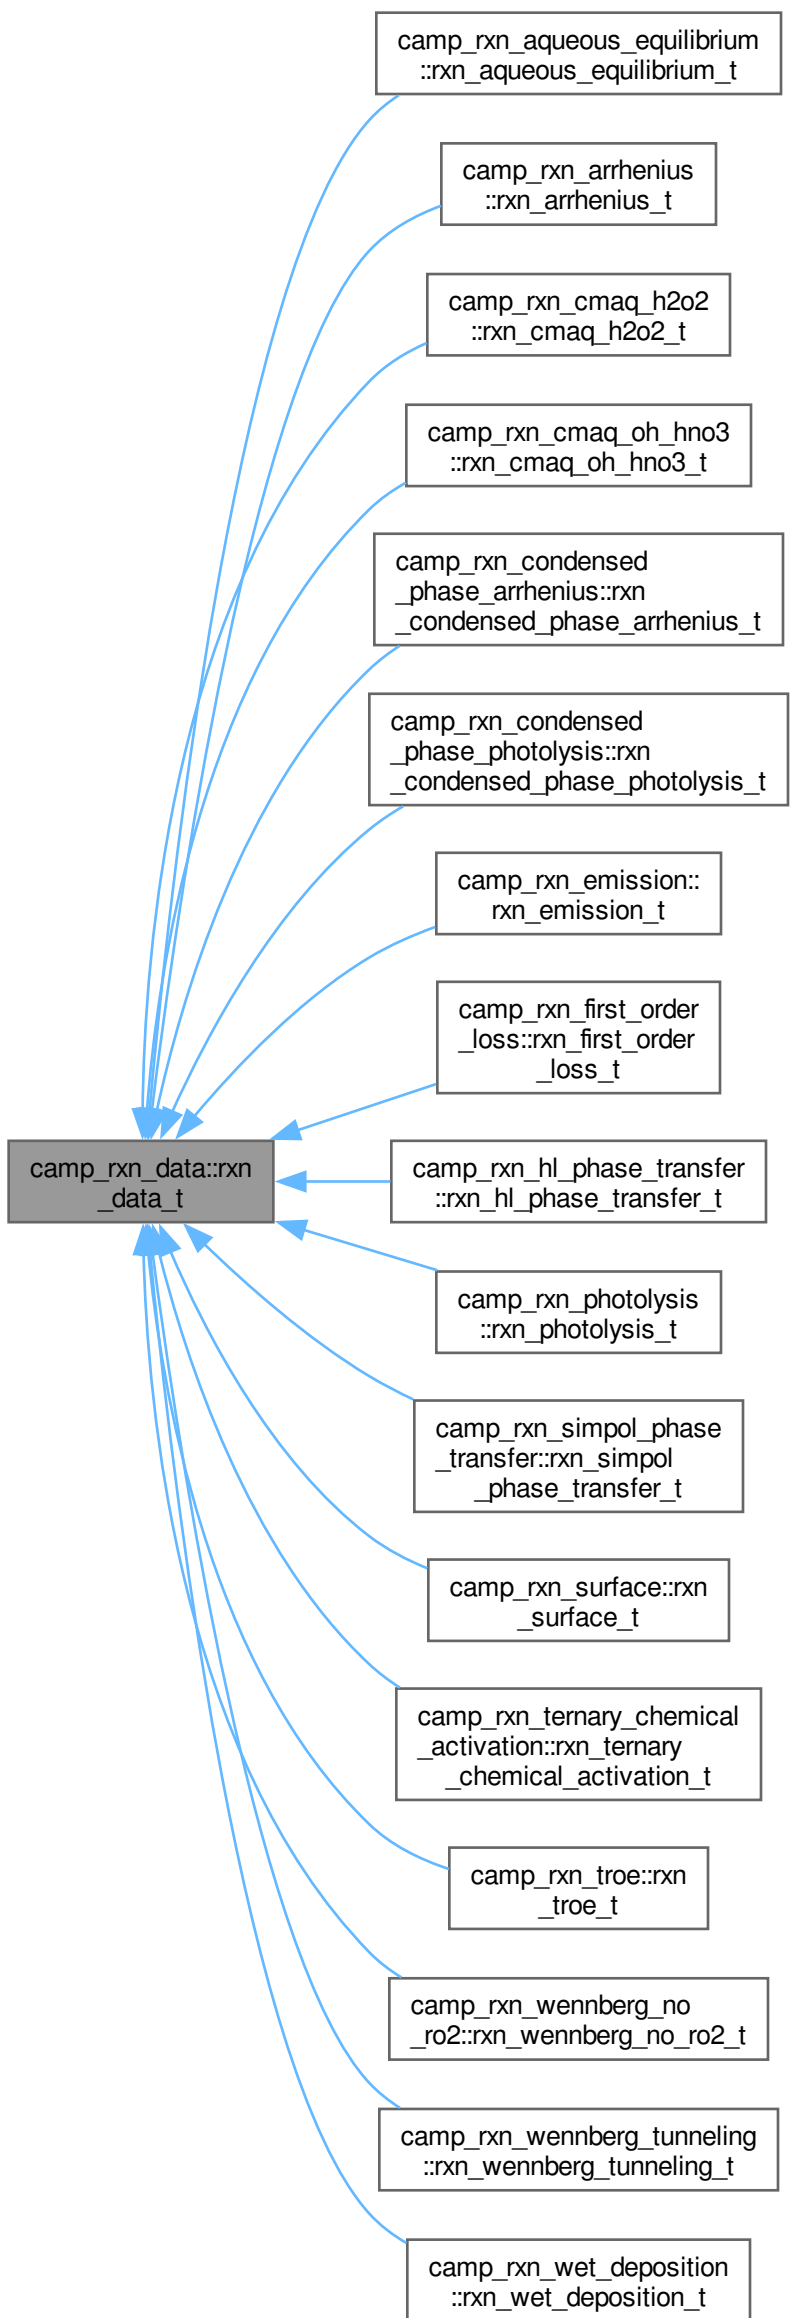 camp_rxn_aqueous_equilibrium
::rxn_aqueous_equilibrium_t
camp_rxn_arrhenius
::rxn_arrhenius_t
camp_rxn_cmaq_h2o2
::rxn_cmaq_h2o2_t
camp_rxn_cmaq_oh_hno3
::rxn_cmaq_oh_hno3_t
camp_rxn_condensed
_phase_arrhenius::rxn
_condensed_phase_arrhenius_t
camp_rxn_condensed
_phase_photolysis::rxn
_condensed_phase_photolysis_t
camp_rxn_emission::
rxn_emission_t
camp_rxn_first_order
_loss::rxn_first_order
_loss_t
camp_rxn_data::rxn
_data_t
camp_rxn_hl_phase_transfer
::rxn_hl_phase_transfer_t
camp_rxn_photolysis
::rxn_photolysis_t
camp_rxn_simpol_phase
_transfer::rxn_simpol
_phase_transfer_t
camp_rxn_surface::rxn
_surface_t
camp_rxn_ternary_chemical
_activation::rxn_ternary
_chemical_activation_t
camp_rxn_troe::rxn
_troe_t
camp_rxn_wennberg_no
_ro2::rxn_wennberg_no_ro2_t
camp_rxn_wennberg_tunneling
::rxn_wennberg_tunneling_t
camp_rxn_wet_deposition
::rxn_wet_deposition_t